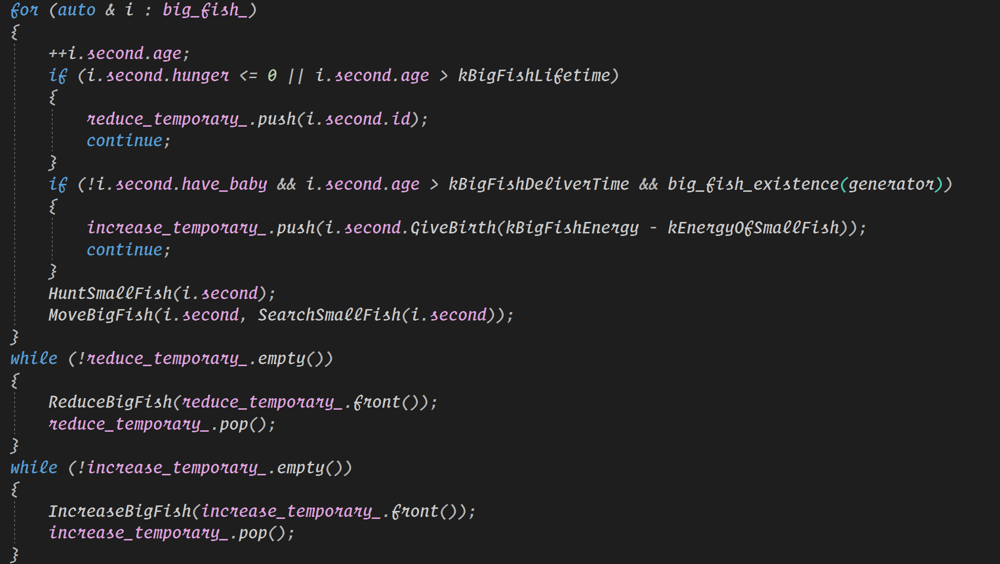 for (auto & i : big_fish_)
{
    ++i.second.age;
    if (i.second.hunger <= 0 || i.second.age > kBigFishLifetime)
    {
        reduce_temporary_.push(i.second.id);
        continue;
    }
    if (!i.second.have_baby && i.second.age > kBigFishDeliverTime && big_fish_existence(generator))
    {
        increase_temporary_.push(i.second.GiveBirth(kBigFishEnergy - kEnergyOfSmallFish));
        continue;
    }
    HuntSmallFish(i.second);
    MoveBigFish(i.second, SearchSmallFish(i.second));
}
while (!reduce_temporary_.empty())
{
    ReduceBigFish(reduce_temporary_.front());
    reduce_temporary_.pop();
}
while (!increase_temporary_.empty())
{
    IncreaseBigFish(increase_temporary_.front());
    increase_temporary_.pop();
}